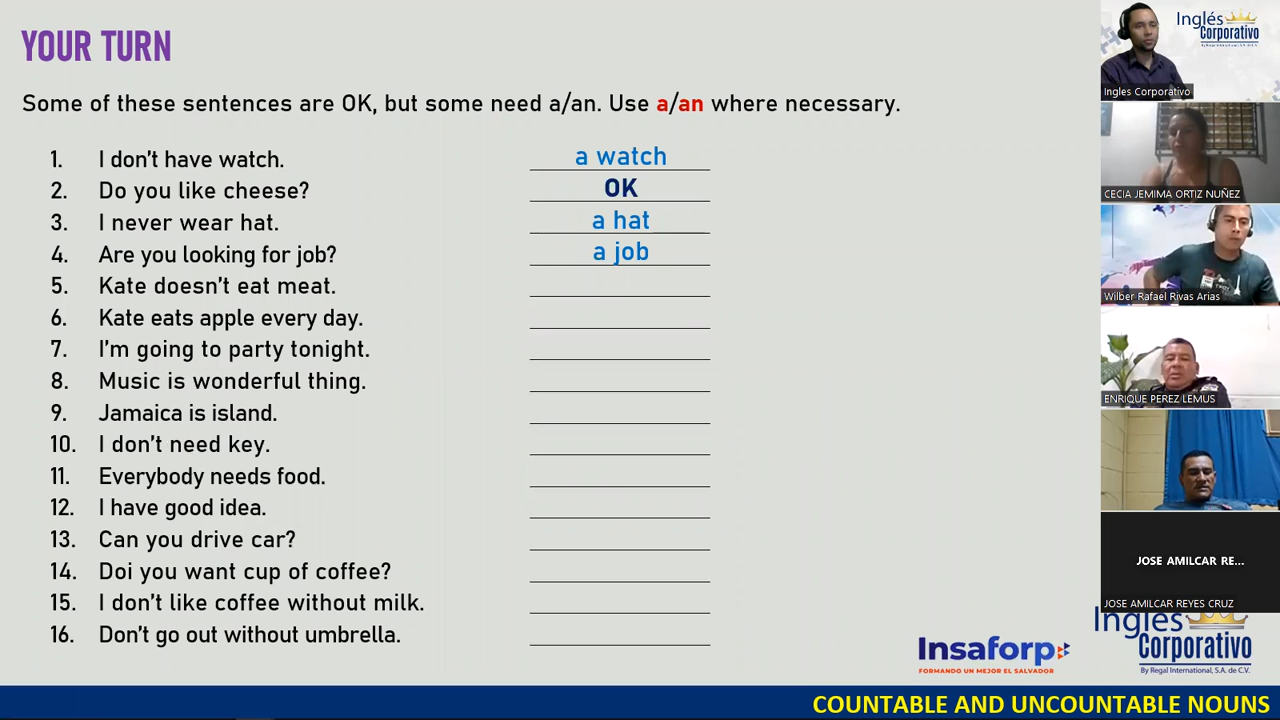 YOUR TURN
Some of these sentences are OK, but some need a/an. Use a/an where necessary.
1. I don't have watch. a watch
2. Do you like cheese? OK
3. I never wear hat. a hat
4. Are you looking for job? a job
5. Kate doesn't eat meat.
6. Kate eats apple every day.
7. I'm going to party tonight.
8. Music is wonderful thing.
9. Jamaica is island.
10. I don't need key.
11. Everybody needs food.
12. I have good idea.
13. Can you drive car?
14. Doi you want cup of coffee?
15. I don't like coffee without milk.
16. Don't go out without umbrella.
Insaforp
FORMANDO UN MEJOR EL SALVADOR
Inglés
Corporativo
By Regal International, S.A. de C.V.
COUNTABLE AND UNCOUNTABLE NOUNS
Inglés
Corporativo
By Regal International, S.A. de C.V.
Ingles Corporativo
CECIA JEMIMA ORTIZ NUÑEZ
Wilber Rafael Rivas Arias
ENRIQUE PEREZ LEMUS
JOSE AMILCAR RE...
JOSE AMILCAR REYES CRUZ